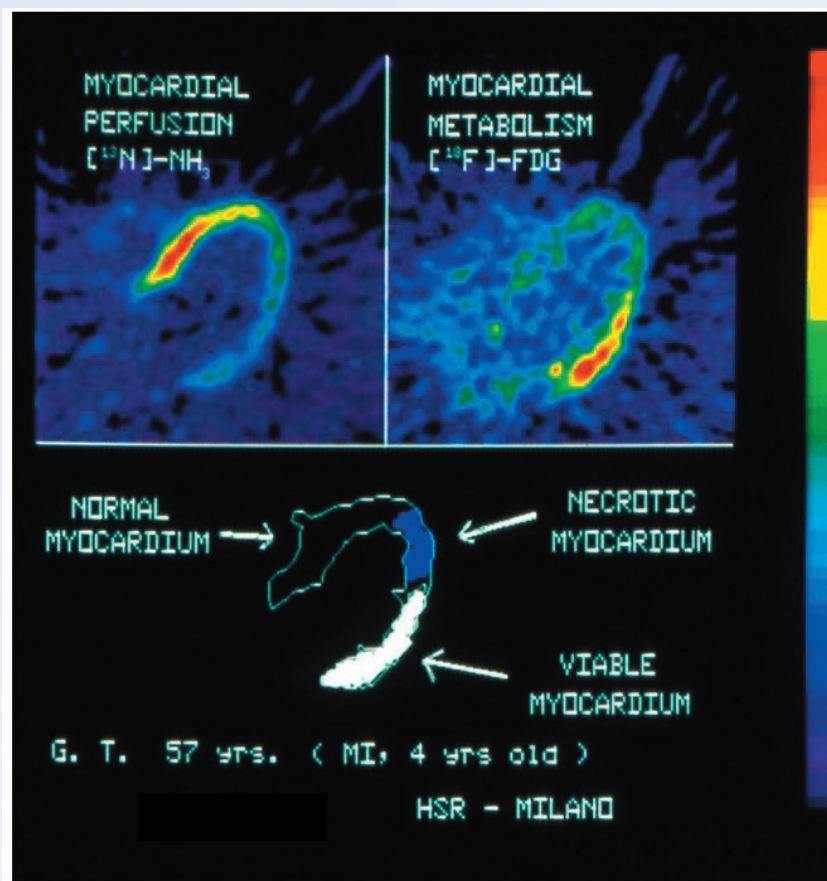 MYOCARDIAL
PERFUSION
[¹³N]-NH₃
MYOCARDIAL
METABOLISM
[¹⁸F]-FDG
NORMAL
MYOCARDIUM
NECROTIC
MYOCARDIUM
VIABLE
MYOCARDIUM
G. T. 57 yrs. ( MI, 4 yrs old )
HSR - MILANO